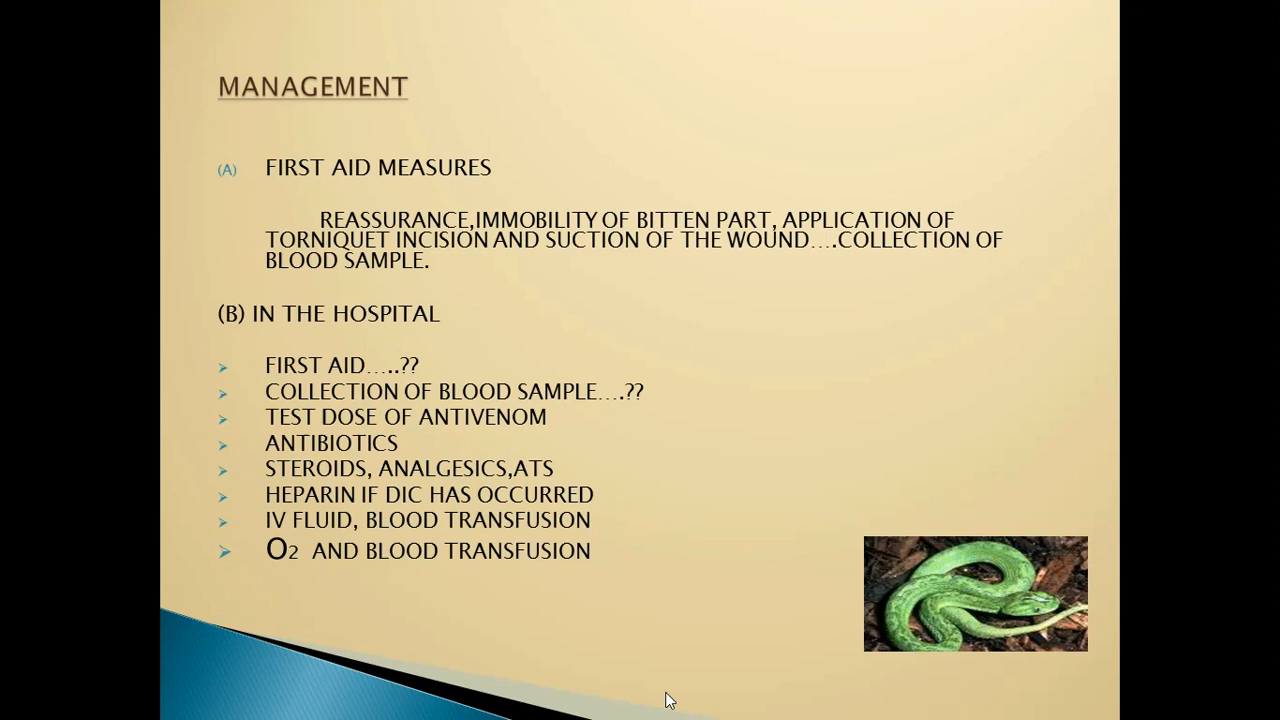 MANAGEMENT
(A) FIRST AID MEASURES
REASSURANCE,IMMOBILITY OF BITTEN PART, APPLICATION OF
TORNIQUET INCISION AND SUCTION OF THE WOUND….COLLECTION OF
BLOOD SAMPLE.
(B) IN THE HOSPITAL
FIRST AID…..??
COLLECTION OF BLOOD SAMPLE….??
TEST DOSE OF ANTIVENOM
ANTIBIOTICS
STEROIDS, ANALGESICS,ATS
HEPARIN IF DIC HAS OCCURRED
IV FLUID, BLOOD TRANSFUSION
O2 AND BLOOD TRANSFUSION